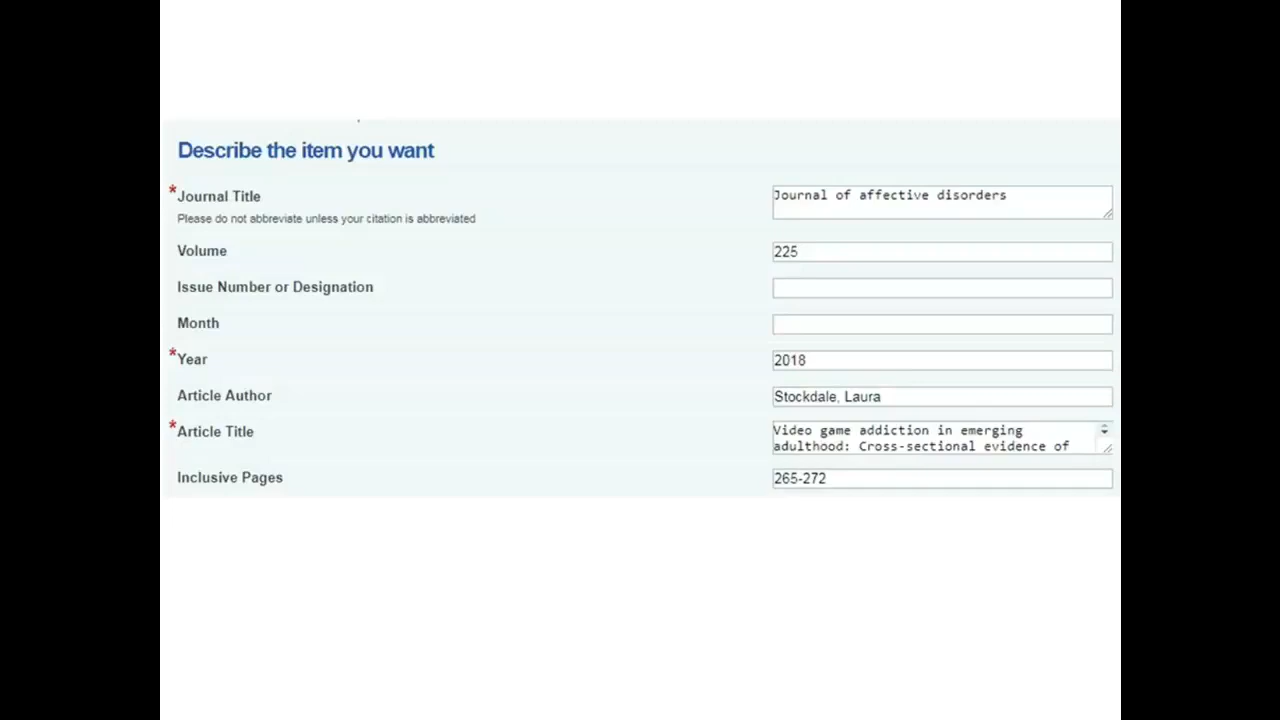 Describe the item you want
* Journal Title
Journal of affective disorders
Please do not abbreviate unless your citation is abbreviated
Volume
225
Issue Number or Designation
Month
* Year
2018
Article Author
Stockdale, Laura
* Article Title
Video game addiction in emerging
adulthood: Cross-sectional evidence of
Inclusive Pages
265-272